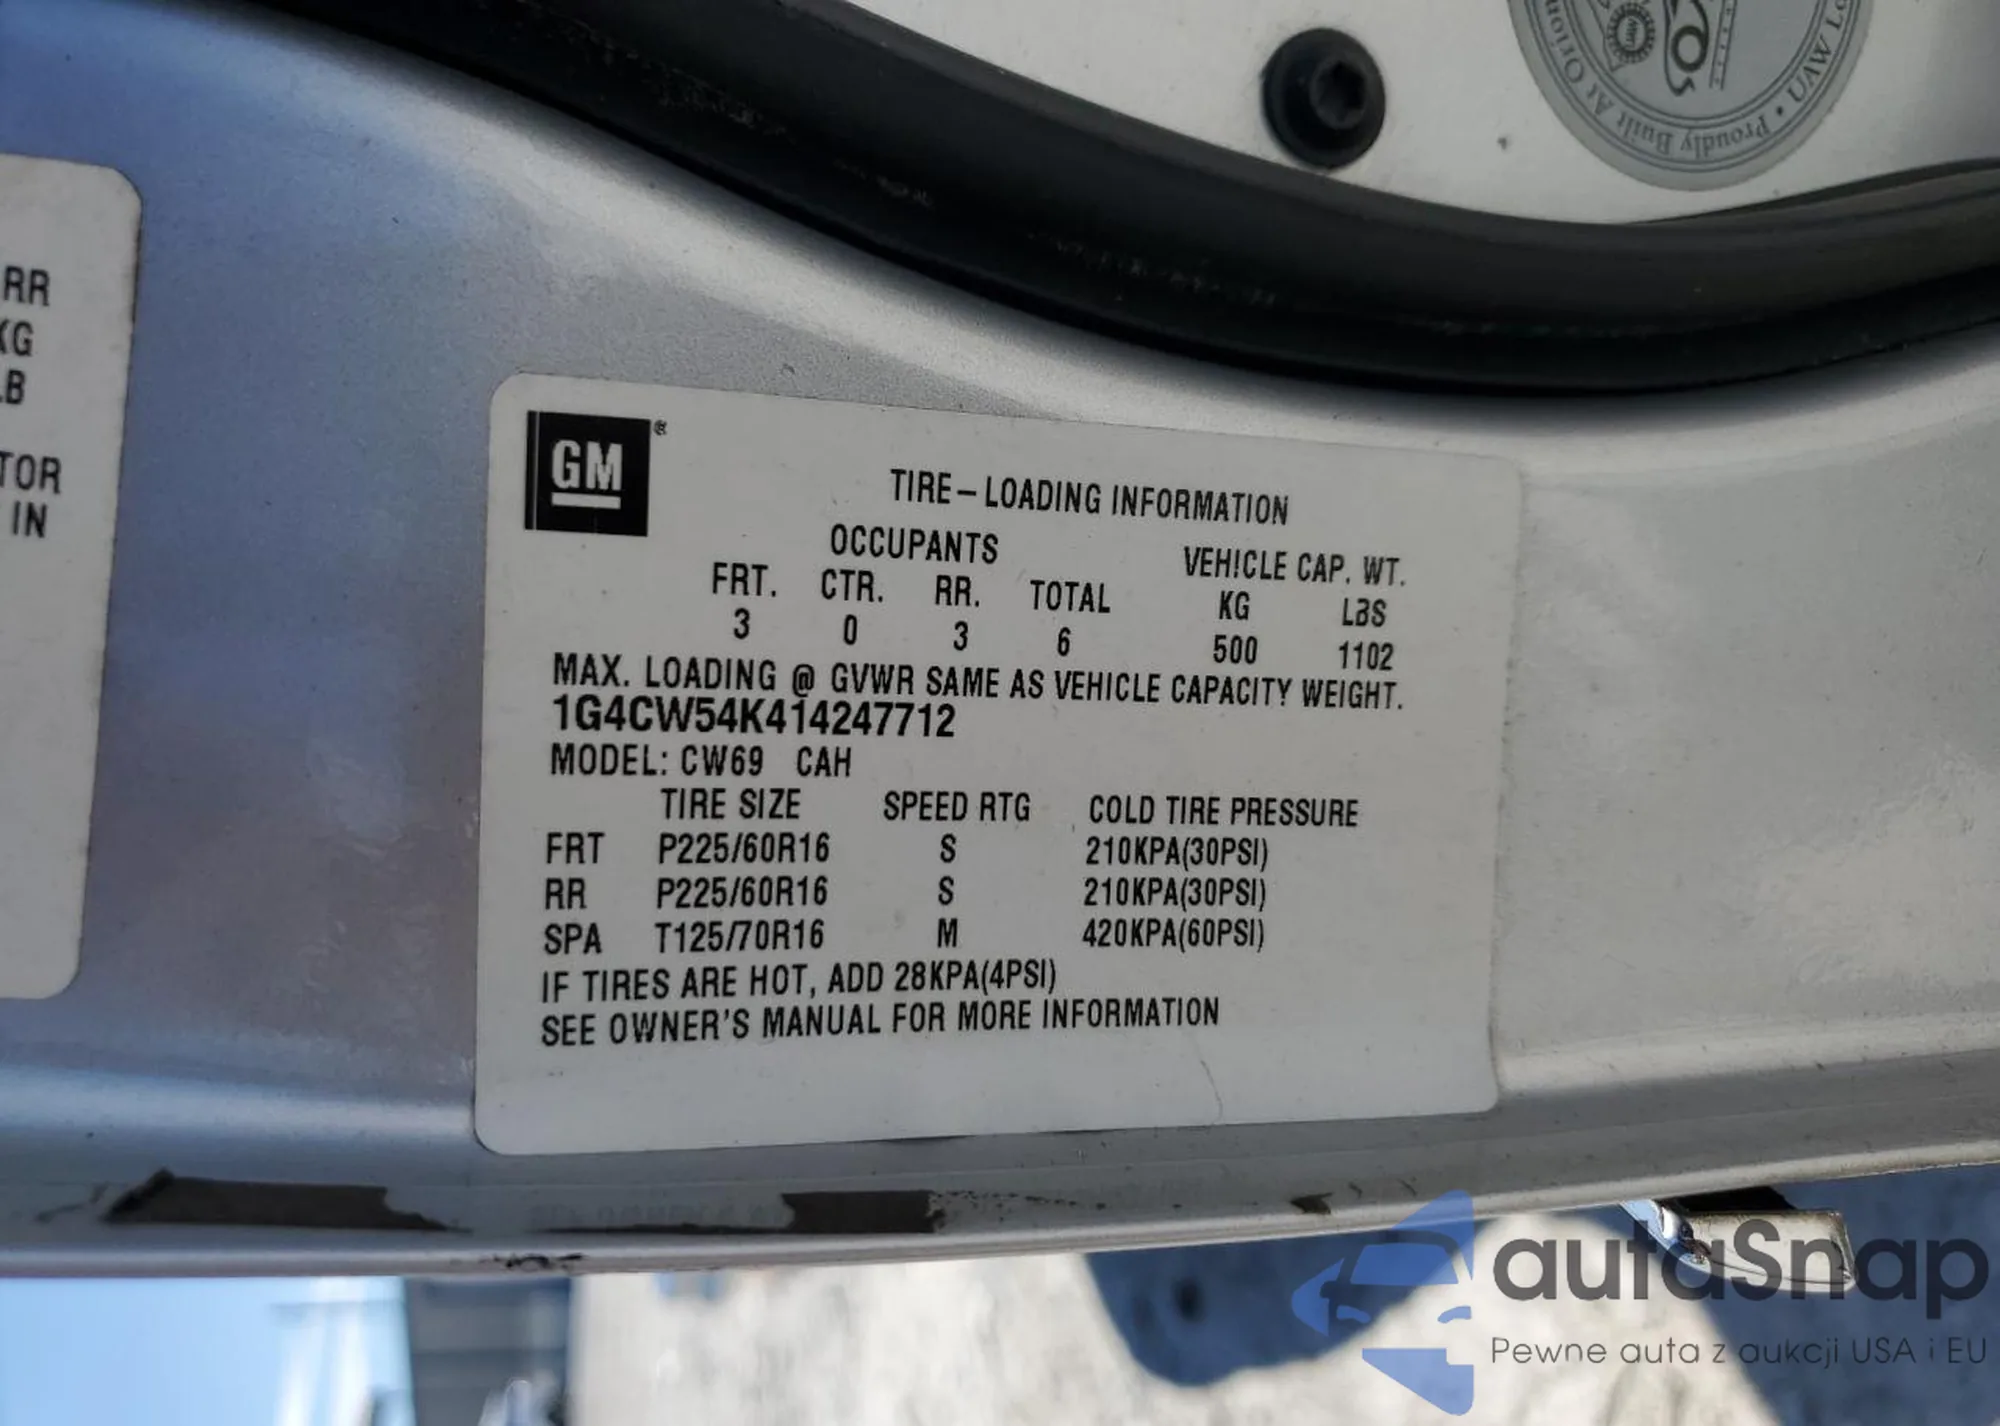 Proudly Built At Orion
UAW Lo
RR
KG
LB
TOR
IN
GM®
TIRE–LOADING INFORMATION
OCCUPANTS VEHICLE CAP. WT.
FRT. CTR. RR. TOTAL KG LBS
3 0 3 6 500 1102
MAX. LOADING @ GVWR SAME AS VEHICLE CAPACITY WEIGHT.
1G4CW54K414247712
MODEL: CW69 CAH
TIRE SIZE SPEED RTG COLD TIRE PRESSURE
FRT P225/60R16 S 210KPA(30PSI)
RR P225/60R16 S 210KPA(30PSI)
SPA T125/70R16 M 420KPA(60PSI)
IF TIRES ARE HOT, ADD 28KPA(4PSI)
SEE OWNER'S MANUAL FOR MORE INFORMATION
autaSnap
Pewne auta z aukcji USA i EU